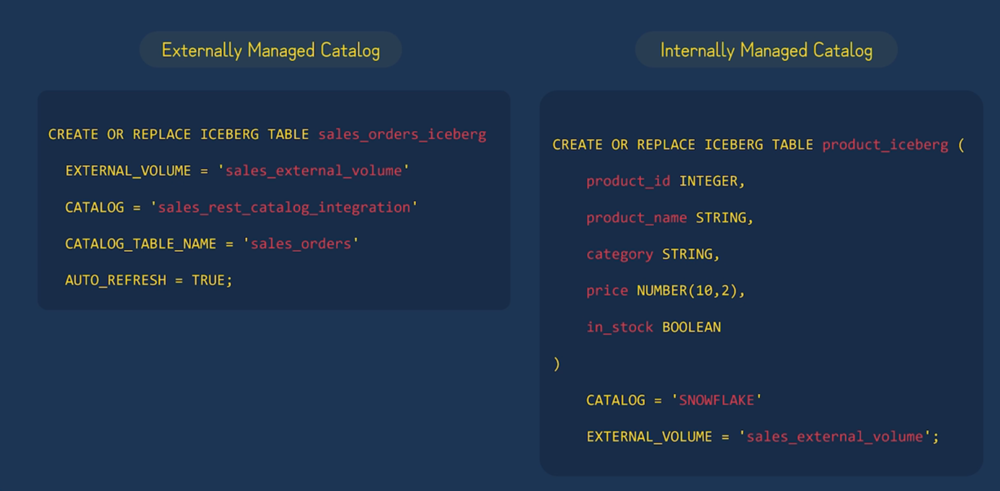 Externally Managed Catalog
CREATE OR REPLACE ICEBERG TABLE sales_orders_iceberg
EXTERNAL_VOLUME = 'sales_external_volume'
CATALOG = 'sales_rest_catalog_integration'
CATALOG_TABLE_NAME = 'sales_orders'
AUTO_REFRESH = TRUE;
Internally Managed Catalog
CREATE OR REPLACE ICEBERG TABLE product_iceberg (
product_id INTEGER,
product_name STRING,
category STRING,
price NUMBER(10,2),
in_stock BOOLEAN
)
CATALOG = 'SNOWFLAKE'
EXTERNAL_VOLUME = 'sales_external_volume';